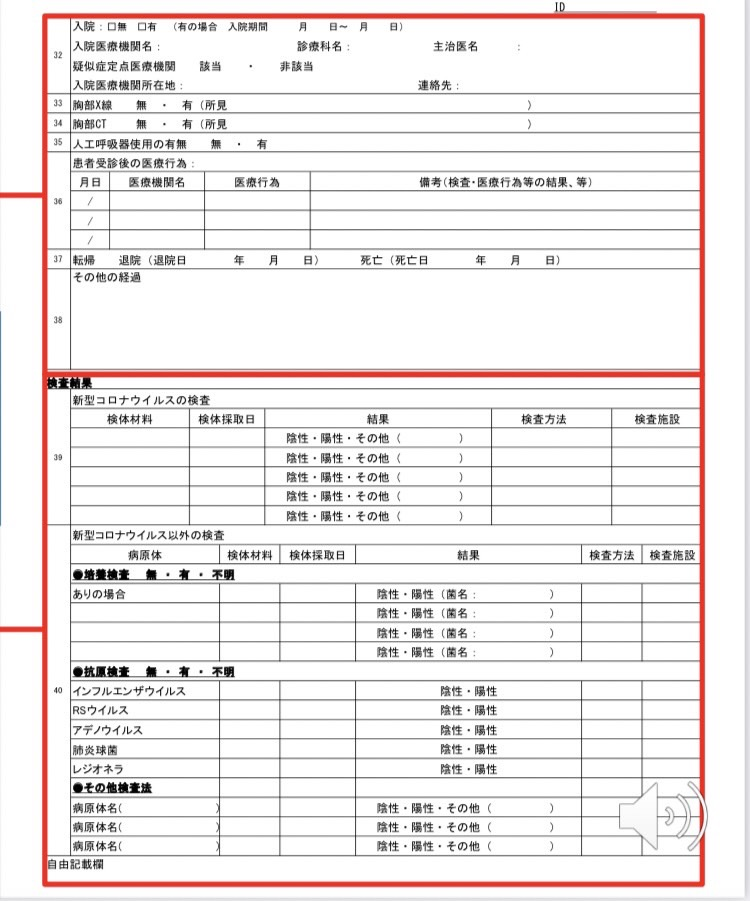 ID
入院：□無　□有　（有の場合　入院期間　　　月　　日～　月　　日）
32
入院医療機関名：　　　　　　　診療科名：　　　　　　　主治医名　　：
疑似症定点医療機関　　該当　・　非該当
入院医療機関所在地：　　　　　　　　　　　　　連絡先：
33　胸部X線　　無　・　有（所見　　　　　　　　　　　　　）
34　胸部CT　　無　・　有（所見　　　　　　　　　　　　　）
35　人工呼吸器使用の有無　　無　・　有
36　患者受診後の医療行為：
月日　医療機関名　医療行為　備考（検査・医療行為等の結果、等）
/
/
/
37　転帰　　退院（退院日　　　年　　月　　日）　　　死亡（死亡日　　　年　　月　　日）
38　その他の経過
検査結果
39　新型コロナウイルスの検査
検体材料　検体採取日　結果　検査方法　検査施設
陰性・陽性・その他（　　　　　）
陰性・陽性・その他（　　　　　）
陰性・陽性・その他（　　　　　）
陰性・陽性・その他（　　　　　）
陰性・陽性・その他（　　　　　）
40　新型コロナウイルス以外の検査
病原体　検体材料　検体採取日　結果　検査方法　検査施設
●培養検査　無　・　有　・　不明
ありの場合　陰性・陽性（菌名：　　　　　　）
陰性・陽性（菌名：　　　　　　）
陰性・陽性（菌名：　　　　　　）
陰性・陽性（菌名：　　　　　　）
●抗原検査　無　・　有　・　不明
インフルエンザウイルス　陰性・陽性
RSウイルス　陰性・陽性
アデノウイルス　陰性・陽性
肺炎球菌　陰性・陽性
レジオネラ　陰性・陽性
●その他検査法
病原体名（　　　　　　　）　陰性・陽性・その他（　　　　　）
病原体名（　　　　　　　）　陰性・陽性・その他（　　　　　）
病原体名（　　　　　　　）　陰性・陽性・その他（　　　　　）
自由記載欄